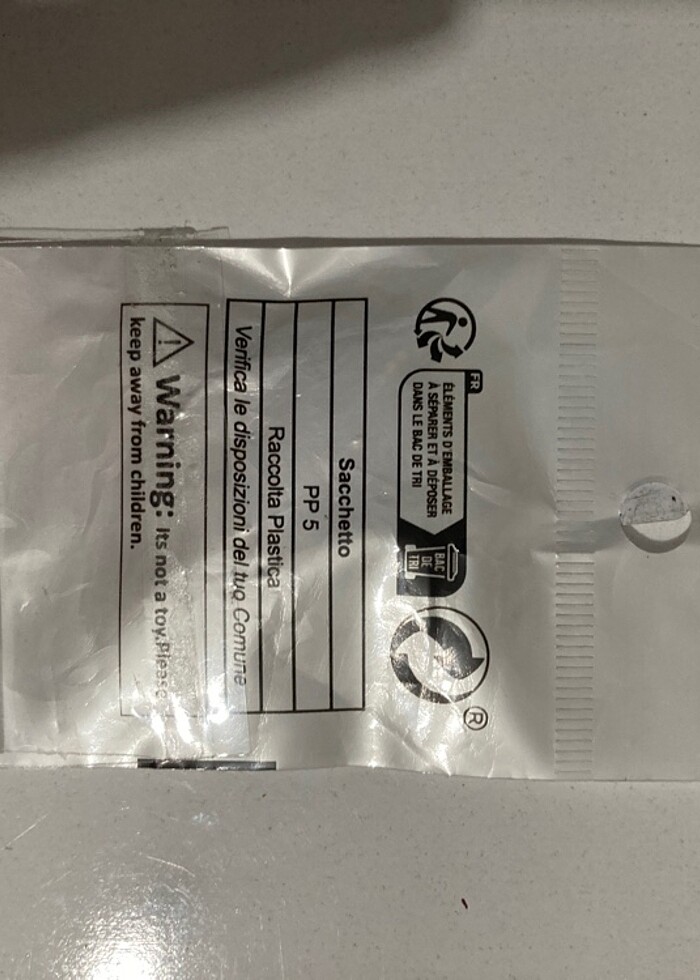 FR
ÉLÉMENTS D'EMBALLAGE
À SÉPARER ET À DÉPOSER
DANS LE BAC DE TRI
BAC
DE
TRI
®
Sacchetto
PP 5
Raccolta Plastica
Verifica le disposizioni del tuo Comune
Warning: Its not a toy.Please
keep away from children.